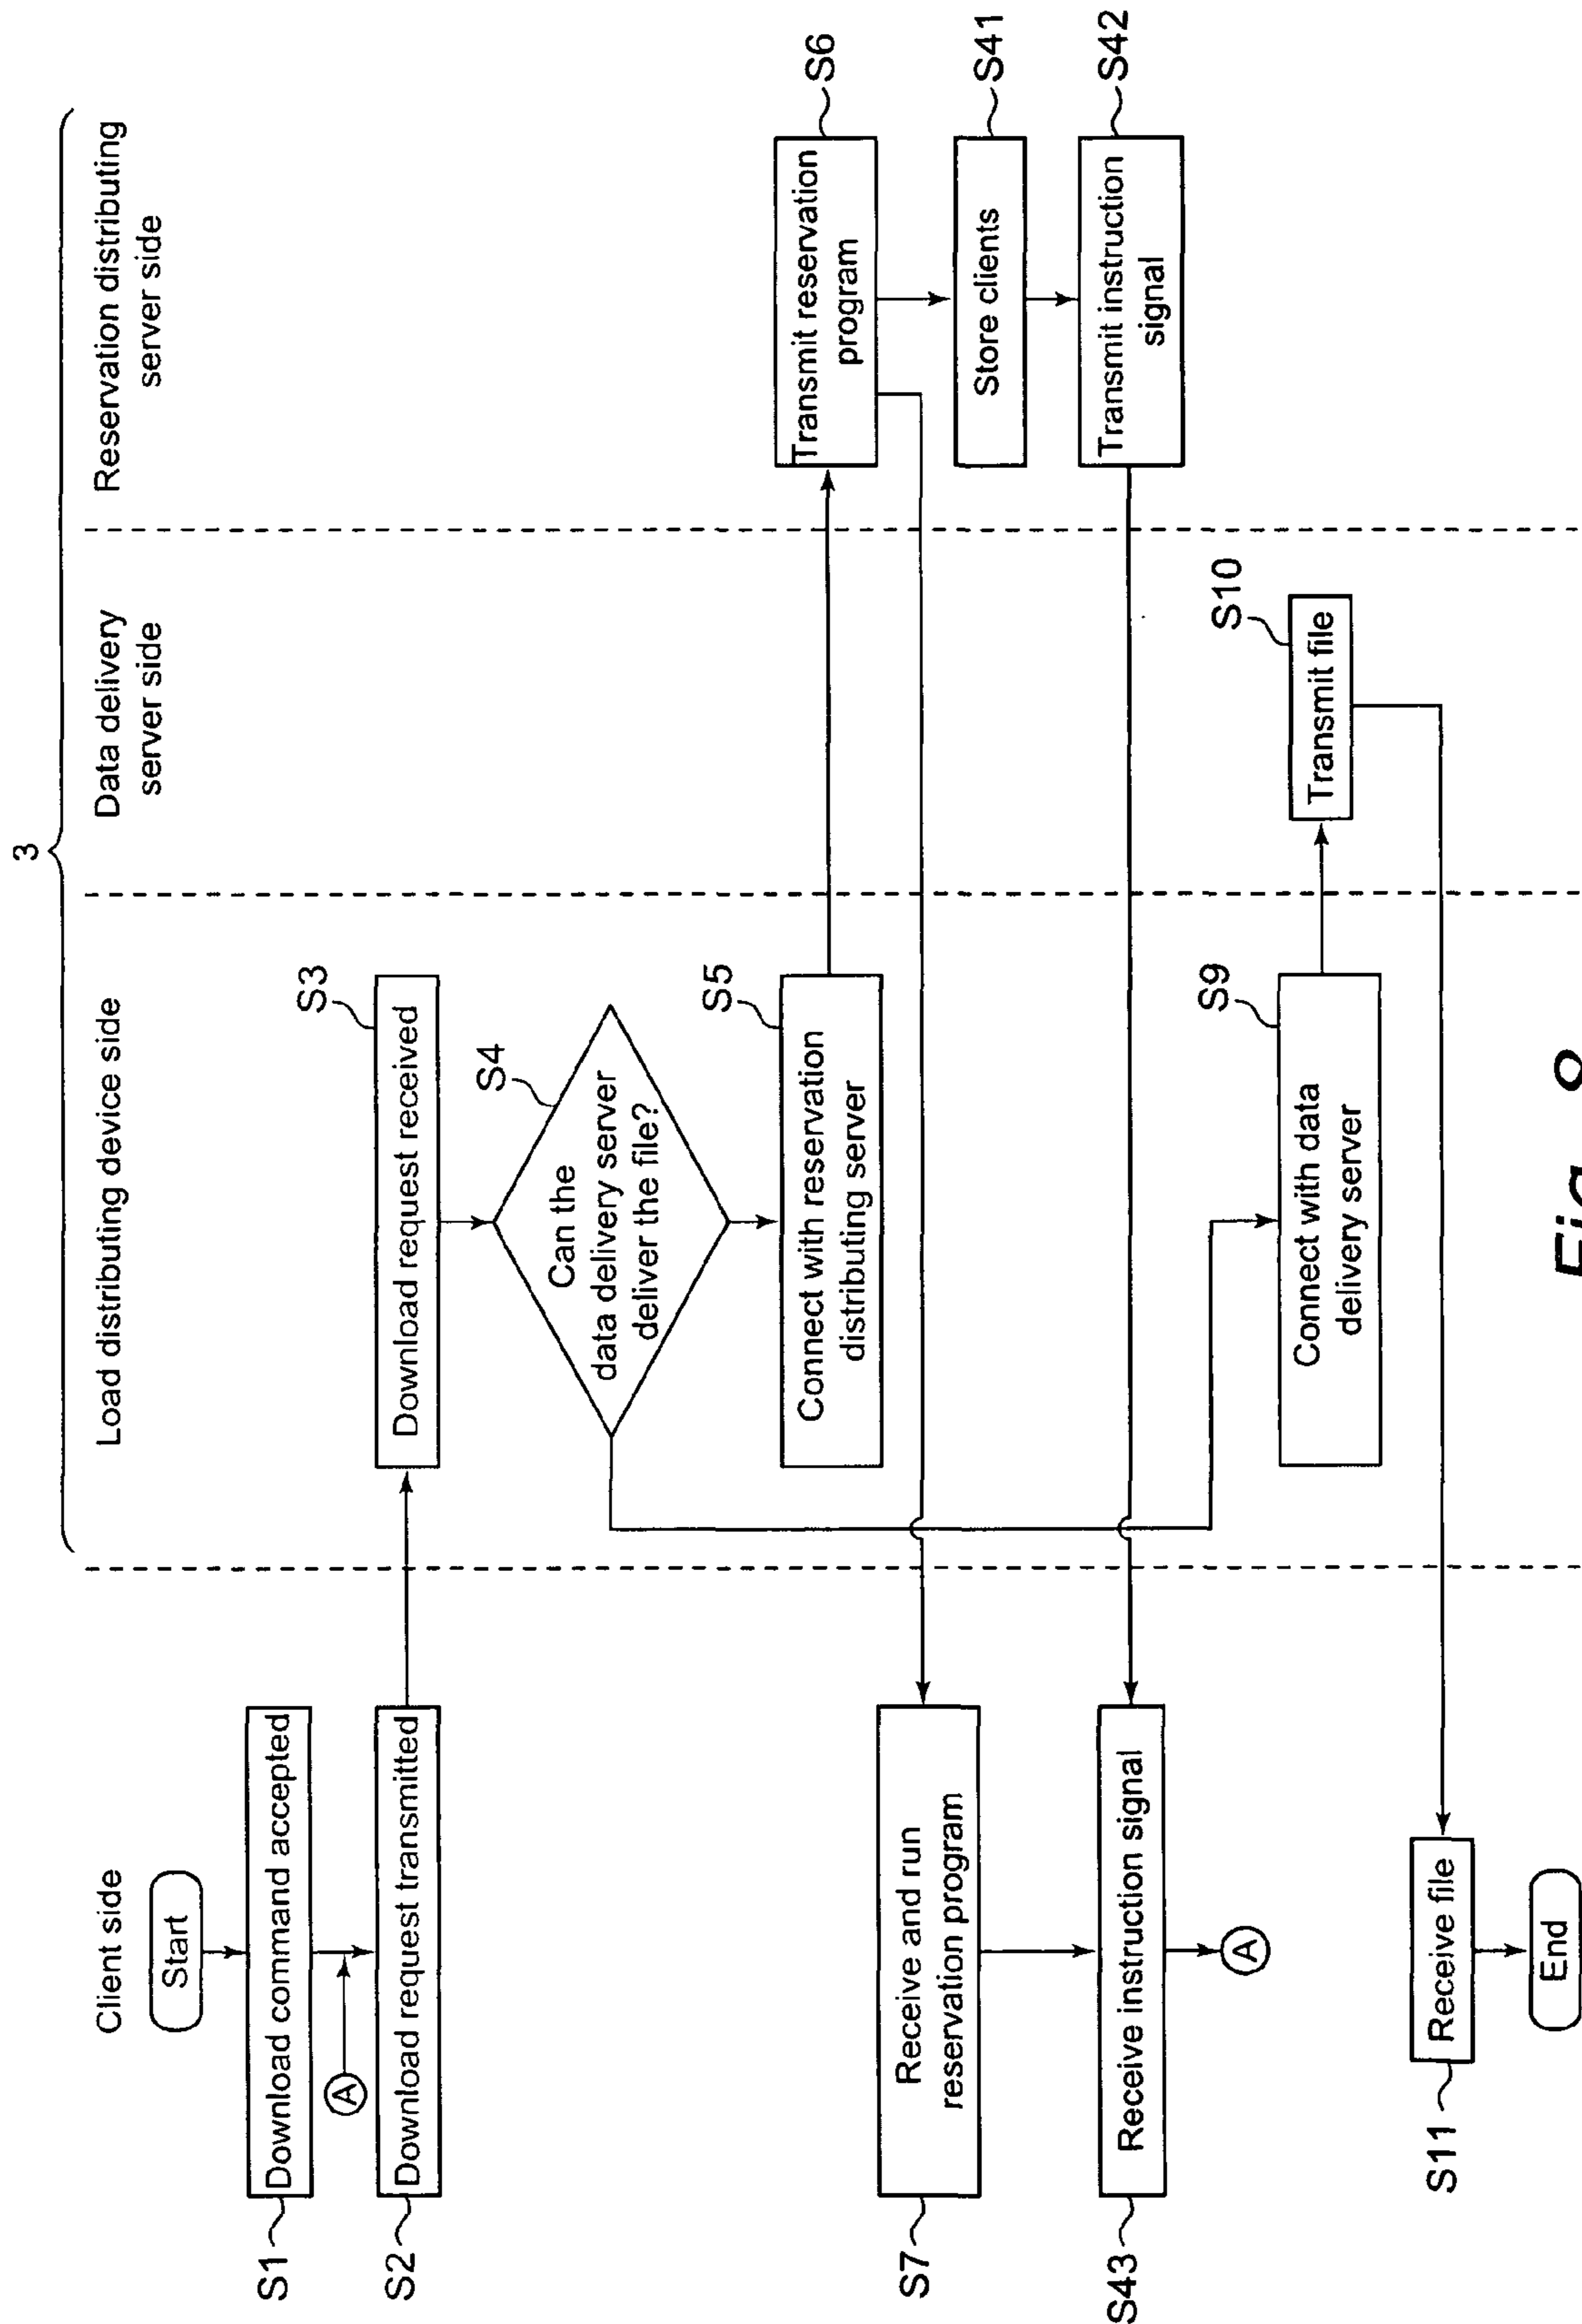 3
Client side
Load distributing device side
Data delivery
server side
Reservation distributing
server side
Start
S1
Download command accepted
A
S2
Download request transmitted
S3
Download request received
S4
Can the
data delivery server
deliver the file?
S5
Connect with reservation
distributing server
S6
Transmit reservation
program
S7
Receive and run
reservation program
S41
Store clients
S42
Transmit instruction
signal
S43
Receive instruction signal
A
S9
Connect with data
delivery server
S10
Transmit file
S11
Receive file
End